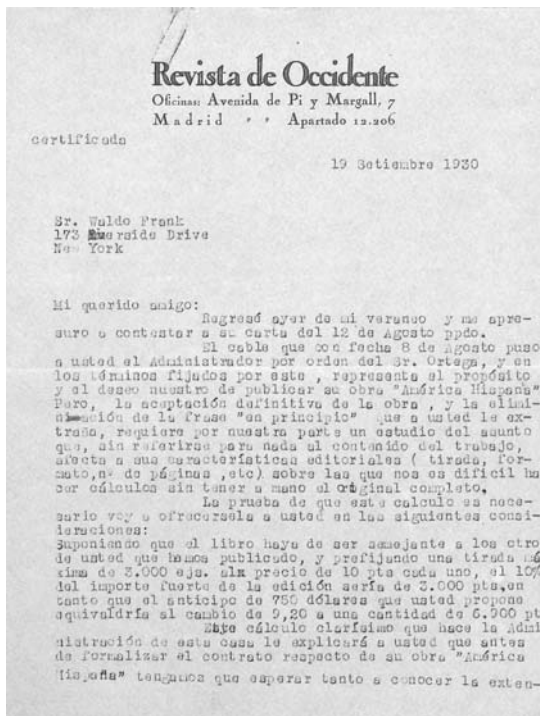 Revista de Occidente
Oficinas: Avenida de Pi y Margall, 7
Madrid ' ' Apartado 12.206
certificada
19 Setiembre 1930
Sr. Waldo Frank
173 Riverside Drive
New York
Mi querido amigo:
Regresé ayer de mi veraneo y me apre-
suro a contestar a su carta del 12 de Agosto ppdo.
El cable que con fecha 8 de Agosto puso
a usted el Administrador por orden del Sr. Ortega, y en
los términos fijados por este , representa el propósito
y el deseo nuestro de publicar su obra "América Hispana"
Pero, la aceptación definitiva de la obra , y la elimi-
nación de la frase "en principio" que a usted le ex-
traña, requiere por nuestra parte un estudio del asunto
que, sin referirse para nada al contenido del trabajo,
afecta a sus características editoriales ( tirada, for-
mato,nº de páginas ,etc) sobre las que nos es difícil ha
cer cálculos sin tener a mano el original completo.
La prueba de que este calculo es nece-
sario voy a ofrecersela a usted en las siguientes consi-
deraciones:
Suponiendo que el libro haya de ser semejante a los otro
de usted que hemos publicado, y prefijando una tirada má
xima de 3.000 ejs. alx precio de 10 pts cada uno, el 10%
del importe fuerte de la edición sería de 3.000 pts.en
tanto que el anticipo de 750 dólares que usted propone
equivaldría al cambio de 9,20 a una cantidad de 6.900 pt
Este cálculo clarísimo que hace la Admi
nistración de esta casa le explicará a usted que antes
de formalizar el contrato respecto de su obra "América
Hispaña" tengamos que esperar tanto a conocer la exten-